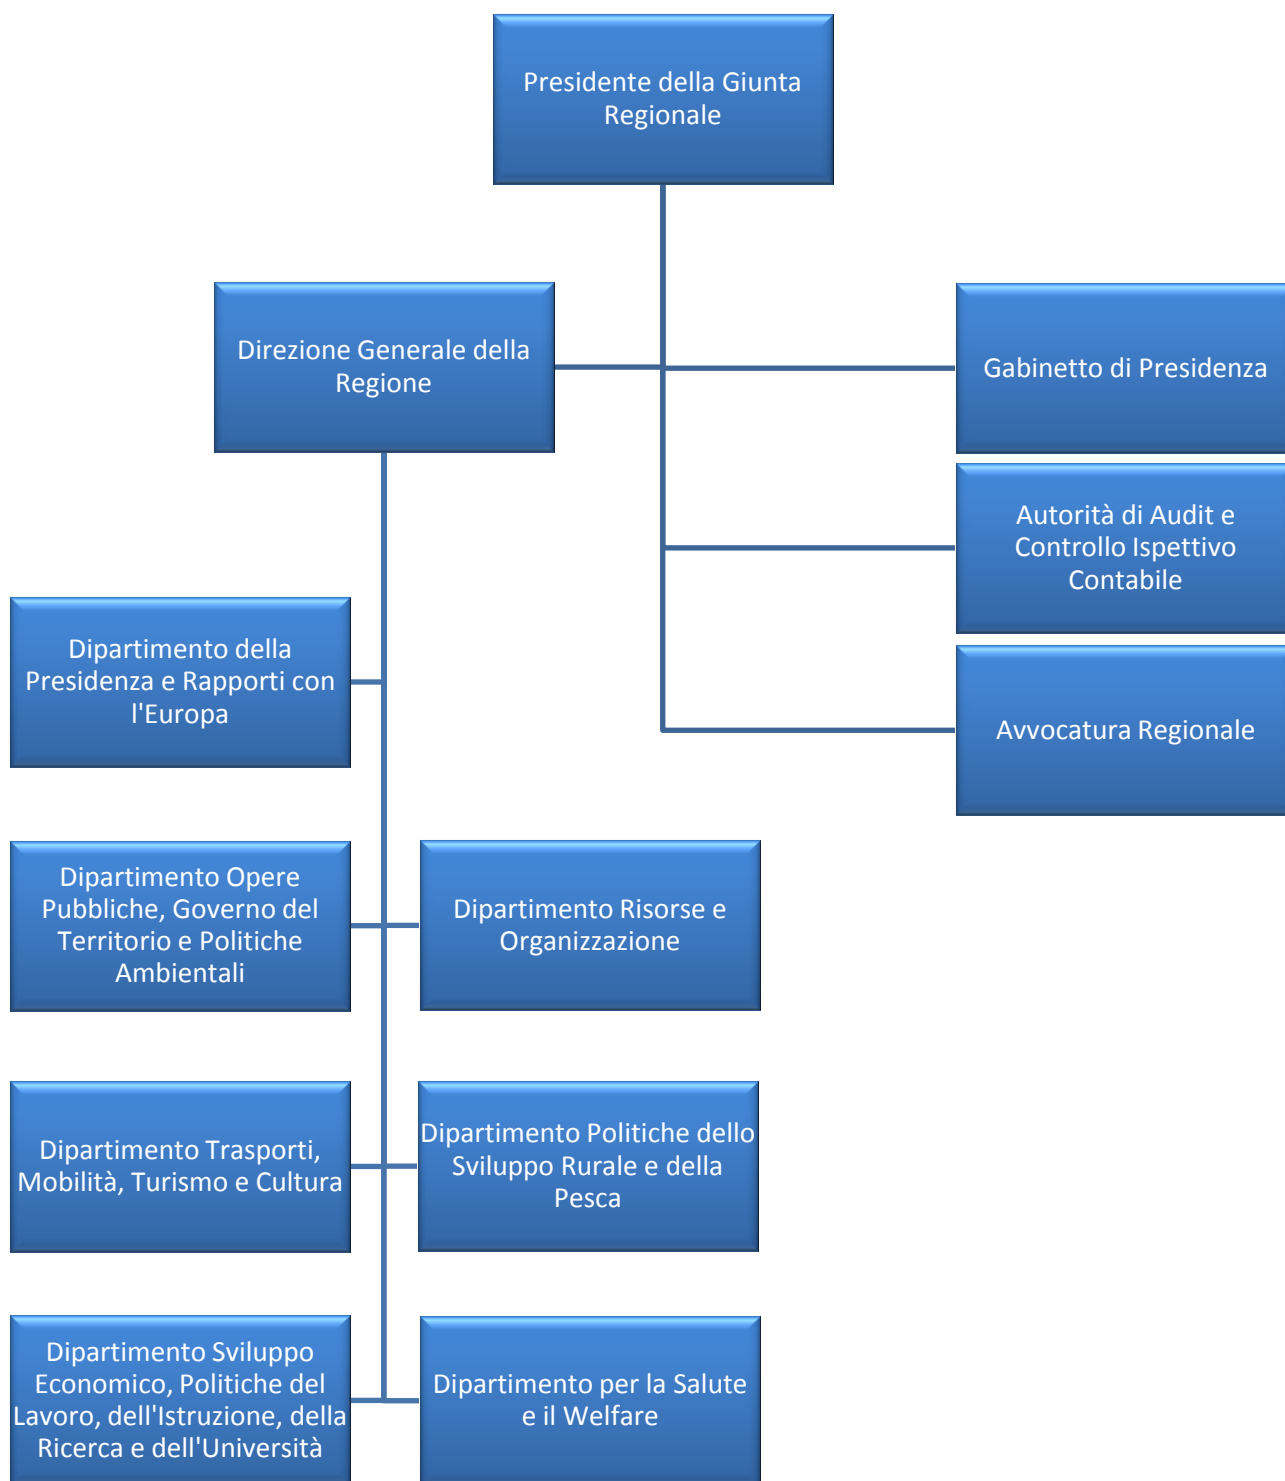 Presidente della Giunta
Regionale
Direzione Generale della
Regione
Gabinetto di Presidenza
Autorità di Audit e
Controllo Ispettivo
Contabile
Avvocatura Regionale
Dipartimento della
Presidenza e Rapporti con
l'Europa
Dipartimento Opere
Pubbliche, Governo del
Territorio e Politiche
Ambientali
Dipartimento Risorse e
Organizzazione
Dipartimento Trasporti,
Mobilità, Turismo e Cultura
Dipartimento Politiche dello
Sviluppo Rurale e della
Pesca
Dipartimento Sviluppo
Economico, Politiche del
Lavoro, dell'Istruzione, della
Ricerca e dell'Università
Dipartimento per la Salute
e il Welfare